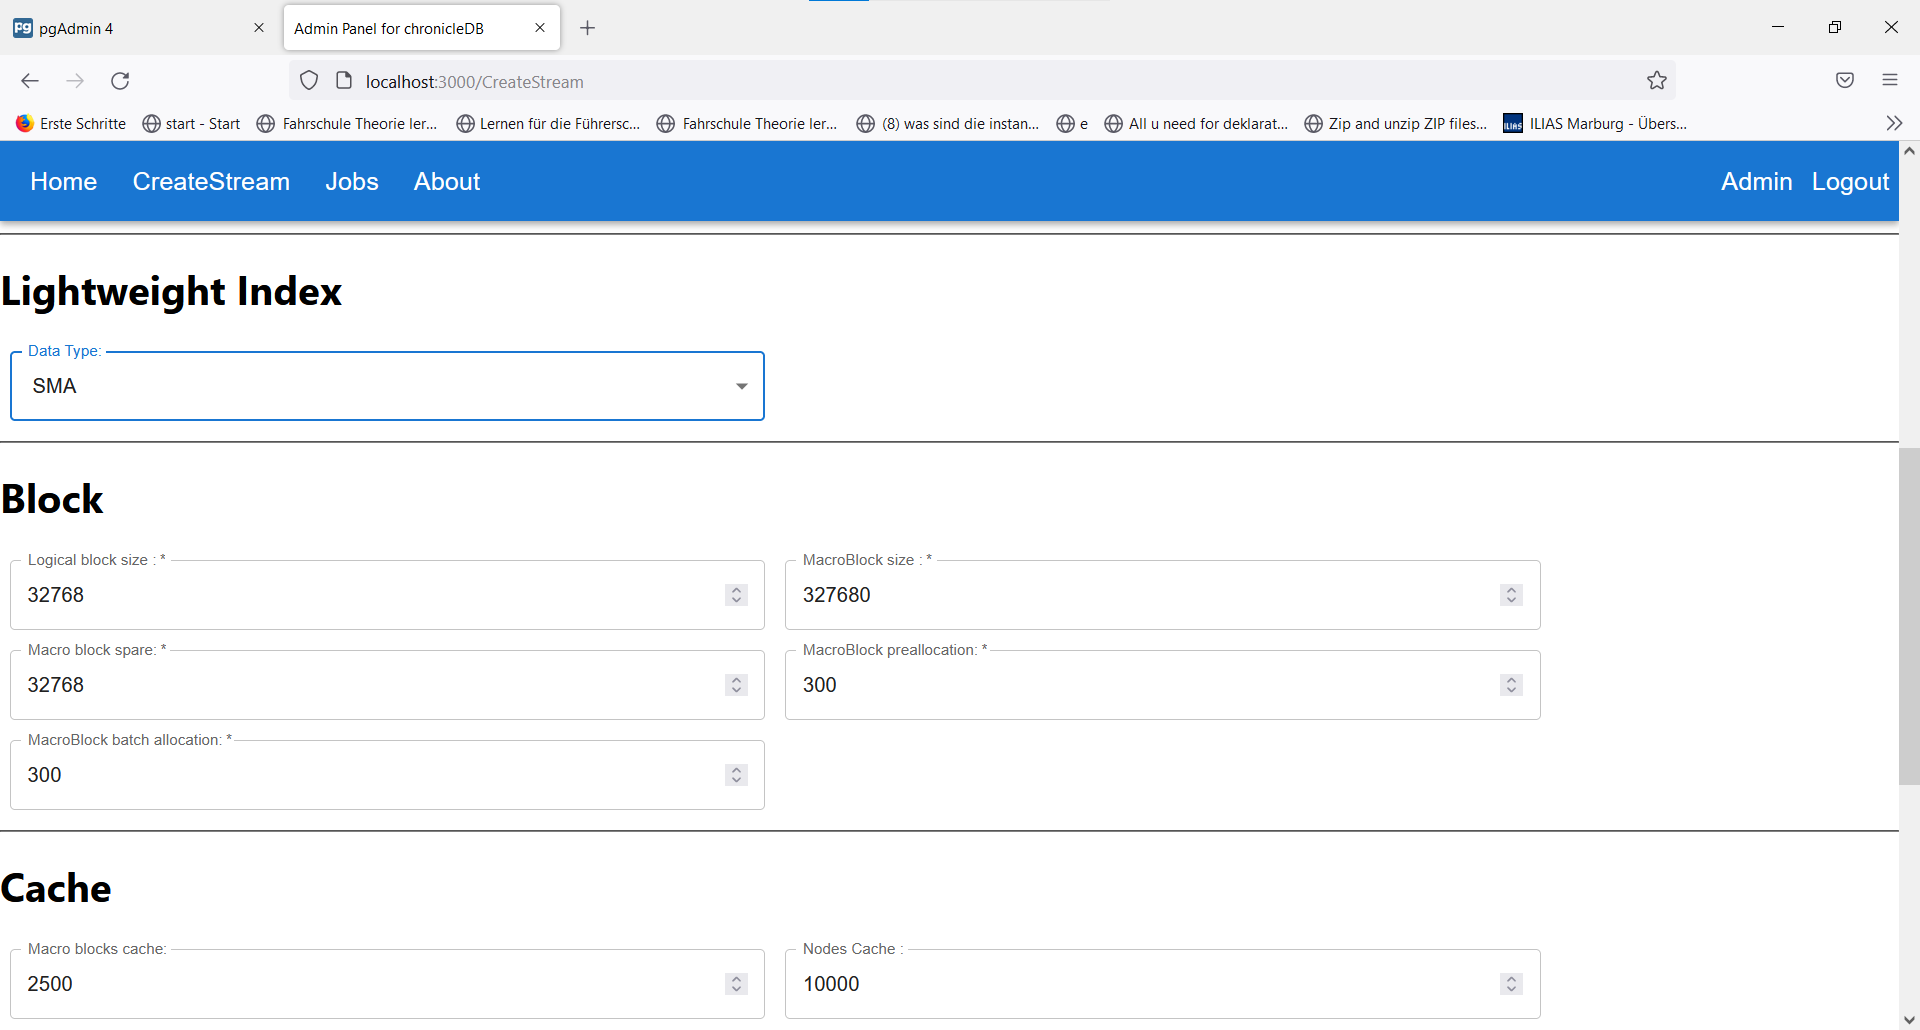 pgAdmin 4
Admin Panel for chronicleDB
localhost:3000/CreateStream
Erste Schritte start - Start Fahrschule Theorie ler... Lernen für die Führersc... Fahrschule Theorie ler... (8) was sind die instan... e All u need for deklarat... Zip and unzip ZIP files... ILIAS Marburg - Übers...
Home CreateStream Jobs About Admin Logout
Lightweight Index
Data Type:
SMA
Block
Logical block size : * MacroBlock size : *
32768 327680
Macro block spare: * MacroBlock preallocation: *
32768 300
MacroBlock batch allocation: *
300
Cache
Macro blocks cache: Nodes Cache :
2500 10000